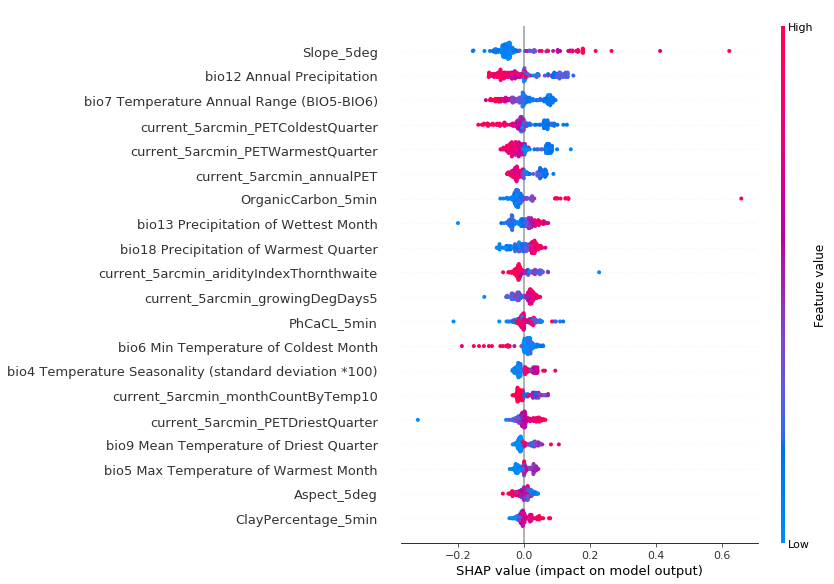 High
Slope_5deg
bio12 Annual Precipitation
bio7 Temperature Annual Range (BIO5-BIO6)
current_5arcmin_PETColdestQuarter
current_5arcmin_PETWarmestQuarter
current_5arcmin_annualPET
OrganicCarbon_5min
bio13 Precipitation of Wettest Month
bio18 Precipitation of Warmest Quarter
current_5arcmin_aridityIndexThornthwaite
current_5arcmin_growingDegDays5
PhCaCL_5min
bio6 Min Temperature of Coldest Month
bio4 Temperature Seasonality (standard deviation *100)
current_5arcmin_monthCountByTemp10
current_5arcmin_PETDriestQuarter
bio9 Mean Temperature of Driest Quarter
bio5 Max Temperature of Warmest Month
Aspect_5deg
ClayPercentage_5min
Feature value
Low
−0.2 0.0 0.2 0.4 0.6
SHAP value (impact on model output)